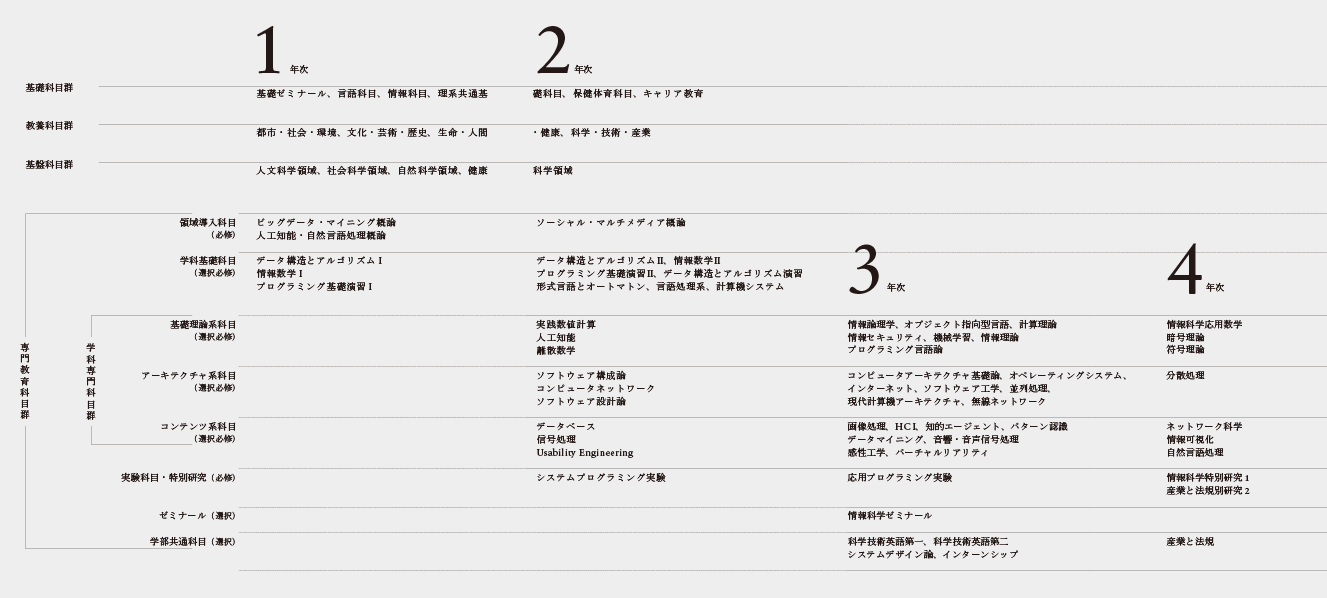 1 年次
2 年次
基礎科目群
基礎ゼミナール、言語科目、情報科目、理系共通基 礎科目、保健体育科目、キャリア教育
教養科目群
都市・社会・環境、文化・芸術・歴史、生命・人間 ・健康、科学・技術・産業
基盤科目群
人文科学領域、社会科学領域、自然科学領域、健康 科学領域
専門教育科目群
領域導入科目
（必修）
ビッグデータ・マイニング概論
人工知能・自然言語処理概論
ソーシャル・マルチメディア概論
学科基礎科目
（選択必修）
データ構造とアルゴリズムⅠ
情報数学Ⅰ
プログラミング基礎演習Ⅰ
データ構造とアルゴリズムⅡ、情報数学Ⅱ
プログラミング基礎演習Ⅱ、データ構造とアルゴリズム演習
形式言語とオートマトン、言語処理系、計算機システム
3 年次
4 年次
学科専門科目群
基礎理論系科目
（選択必修）
実践数値計算
人工知能
離散数学
情報論理学、オブジェクト指向型言語、計算理論
情報セキュリティ、機械学習、情報理論
プログラミング言語論
情報科学応用数学
暗号理論
符号理論
アーキテクチャ系科目
（選択必修）
ソフトウェア構成論
コンピュータネットワーク
ソフトウェア設計論
コンピュータアーキテクチャ基礎論、オペレーティングシステム、
インターネット、ソフトウェア工学、並列処理、
現代計算機アーキテクチャ、無線ネットワーク
分散処理
コンテンツ系科目
（選択必修）
データベース
信号処理
Usability Engineering
画像処理、HCI、知的エージェント、パターン認識
データマイニング、音響・音声信号処理
感性工学、バーチャルリアリティ
ネットワーク科学
情報可視化
自然言語処理
実験科目・特別研究（必修）
システムプログラミング実験
応用プログラミング実験
情報科学特別研究 1
産業と法規別研究 2
ゼミナール（選択）
情報科学ゼミナール
学部共通科目（選択）
科学技術英語第一、科学技術英語第二
システムデザイン論、インターンシップ
産業と法規